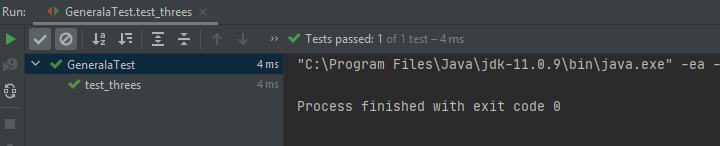 Run: GeneralaTest.test_threes
Tests passed: 1 of 1 test – 4 ms
GeneralaTest 4 ms
test_threes 4 ms
"C:\Program Files\Java\jdk-11.0.9\bin\java.exe" -ea -
Process finished with exit code 0